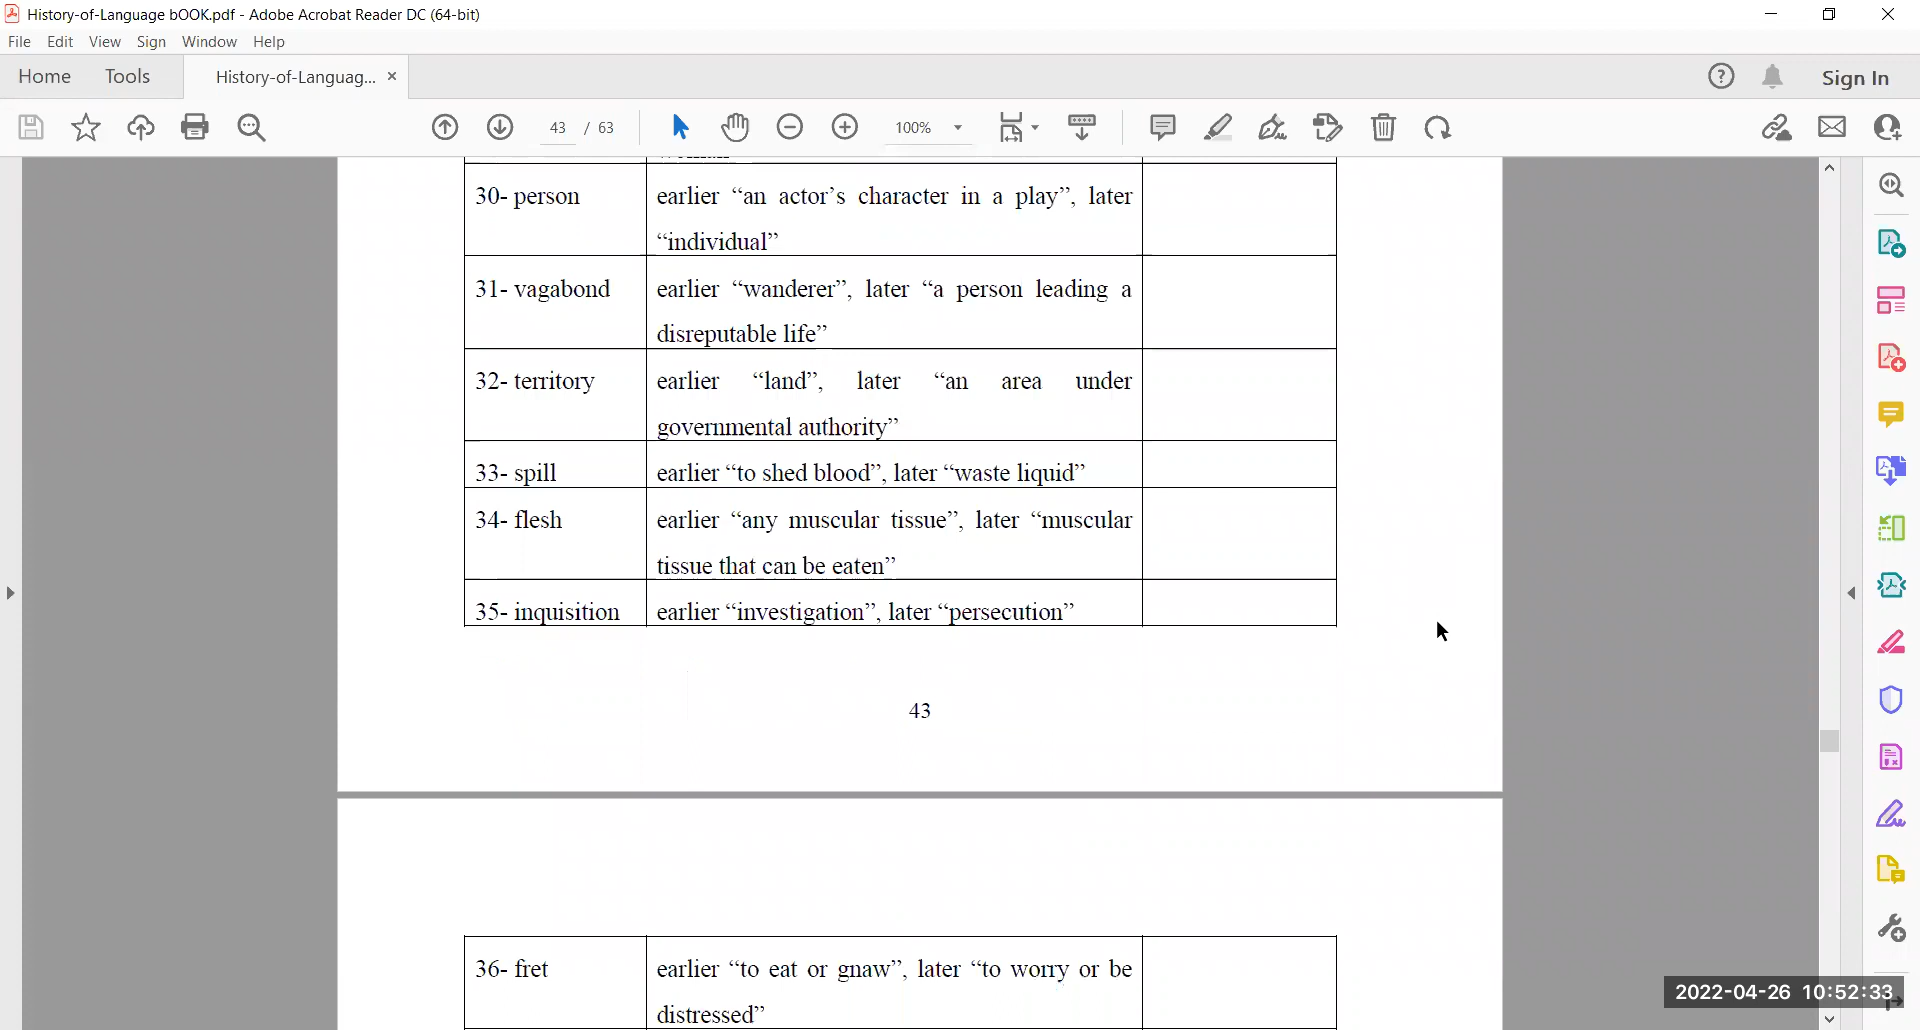 History-of-Language bOOK.pdf - Adobe Acrobat Reader DC (64-bit)
File Edit View Sign Window Help
Home Tools History-of-Languag... × Sign In
43 / 63 100%
30- person earlier “an actor’s character in a play”, later
“individual”
31- vagabond earlier “wanderer”, later “a person leading a
disreputable life”
32- territory earlier “land”, later “an area under
governmental authority”
33- spill earlier “to shed blood”, later “waste liquid”
34- flesh earlier “any muscular tissue”, later “muscular
tissue that can be eaten”
35- inquisition earlier “investigation”, later “persecution”
43
36- fret earlier “to eat or gnaw”, later “to worry or be
distressed”
2022-04-26 10:52:33